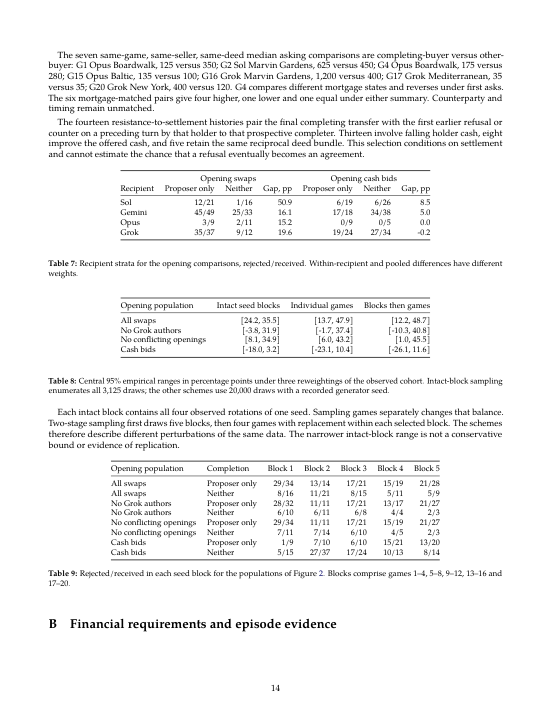 The seven same-game, same-seller, same-deed median asking comparisons are completing-buyer versus other-
buyer: G1 Opus Boardwalk, 125 versus 350; G2 Sol Marvin Gardens, 625 versus 450; G4 Opus Boardwalk, 175 versus
280; G15 Opus Baltic, 135 versus 100; G16 Grok Marvin Gardens, 1,200 versus 400; G17 Grok Mediterranean, 35
versus 35; G20 Grok New York, 400 versus 120. G4 compares different mortgage states and reverses under first asks.
The six mortgage-matched pairs give four higher, one lower and one equal under either summary. Counterparty and
timing remain unmatched.
The fourteen resistance-to-settlement histories pair the final completing transfer with the first earlier refusal or
counter on a preceding turn by that holder to that prospective completer. Thirteen involve falling holder cash, eight
improve the offered cash, and five retain the same reciprocal deed bundle. This selection conditions on settlement
and cannot estimate the chance that a refusal eventually becomes an agreement.
Opening swaps Opening cash bids
Recipient Proposer only Neither Gap, pp Proposer only Neither Gap, pp
Sol 12/21 1/16 50.9 6/19 6/26 8.5
Gemini 45/49 25/33 16.1 17/18 34/38 5.0
Opus 3/9 2/11 15.2 0/9 0/5 0.0
Grok 35/37 9/12 19.6 19/24 27/34 -0.2
Table 7: Recipient strata for the opening comparisons, rejected/received. Within-recipient and pooled differences have different
weights.
Opening population Intact seed blocks Individual games Blocks then games
All swaps [24.2, 35.5] [13.7, 47.9] [12.2, 48.7]
No Grok authors [-3.8, 31.9] [-1.7, 37.4] [-10.3, 40.8]
No conflicting openings [8.1, 34.9] [6.0, 43.2] [1.0, 45.5]
Cash bids [-18.0, 3.2] [-23.1, 10.4] [-26.1, 11.6]
Table 8: Central 95% empirical ranges in percentage points under three reweightings of the observed cohort. Intact-block sampling
enumerates all 3,125 draws; the other schemes use 20,000 draws with a recorded generator seed.
Each intact block contains all four observed rotations of one seed. Sampling games separately changes that balance.
Two-stage sampling first draws five blocks, then four games with replacement within each selected block. The schemes
therefore describe different perturbations of the same data. The narrower intact-block range is not a conservative
bound or evidence of replication.
Opening population Completion Block 1 Block 2 Block 3 Block 4 Block 5
All swaps Proposer only 29/34 13/14 17/21 15/19 21/28
All swaps Neither 8/16 11/21 8/15 5/11 5/9
No Grok authors Proposer only 28/32 11/11 17/21 13/17 21/27
No Grok authors Neither 6/10 6/11 6/8 4/4 2/3
No conflicting openings Proposer only 29/34 11/11 17/21 15/19 21/27
No conflicting openings Neither 7/11 7/14 6/10 4/5 2/3
Cash bids Proposer only 1/9 7/10 6/10 15/21 13/20
Cash bids Neither 5/15 27/37 17/24 10/13 8/14
Table 9: Rejected/received in each seed block for the populations of Figure 2. Blocks comprise games 1–4, 5–8, 9–12, 13–16 and
17–20.
B Financial requirements and episode evidence
14